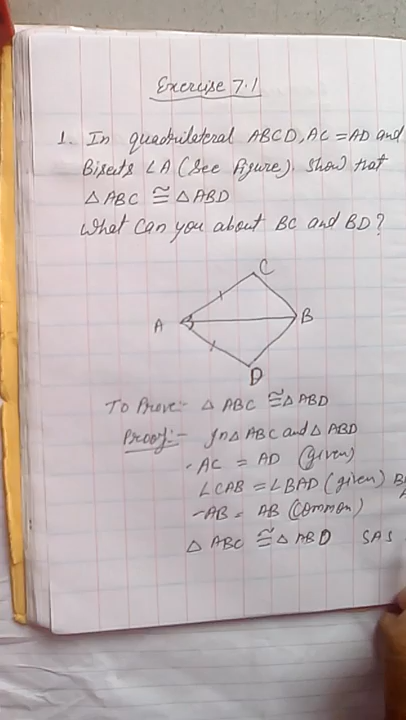 Exercise 7.1
1. In quadrilateral ABCD, AC = AD and
Bisects ∠A (See figure). Show that
△ABC ≅ △ABD
What can you about BC and BD?
C
A
B
D
To Prove:- △ ABC ≅ △ABD
Proof:- In △ ABC and △ ABD
AC = AD (given)
∠CAB = ∠BAD (given)
AB = AB (common)
△ ABC ≅ △ ABD SAS